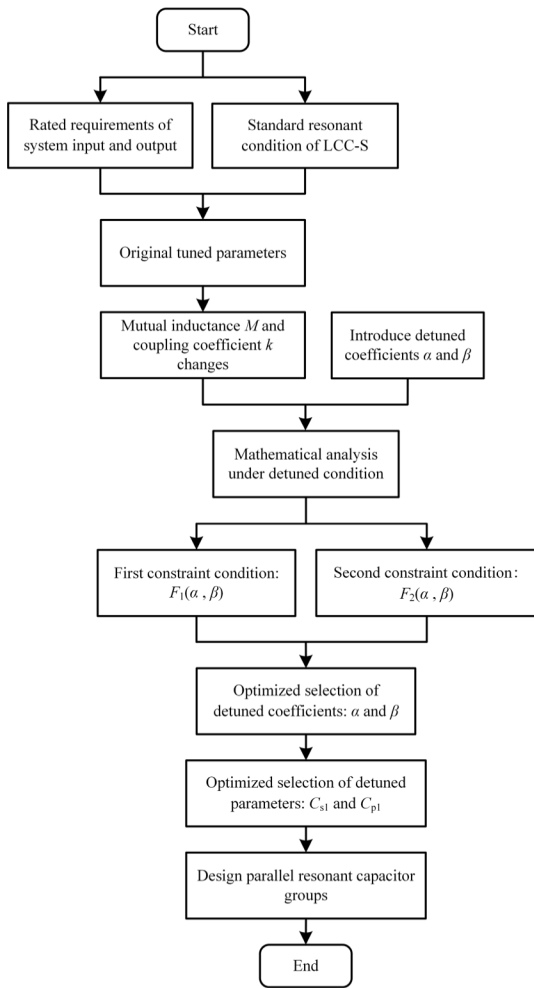 Start
Rated requirements of
system input and output
Standard resonant
condition of LCC-S
Original tuned parameters
Mutual inductance M and
coupling coefficient k
changes
Introduce detuned
coefficients α and β
Mathematical analysis
under detuned condition
First constraint condition:
F₁(α , β)
Second constraint condition:
F₂(α , β)
Optimized selection of
detuned coefficients: α and β
Optimized selection of detuned
parameters: Cₛ₁ and Cₚ₁
Design parallel resonant capacitor
groups
End